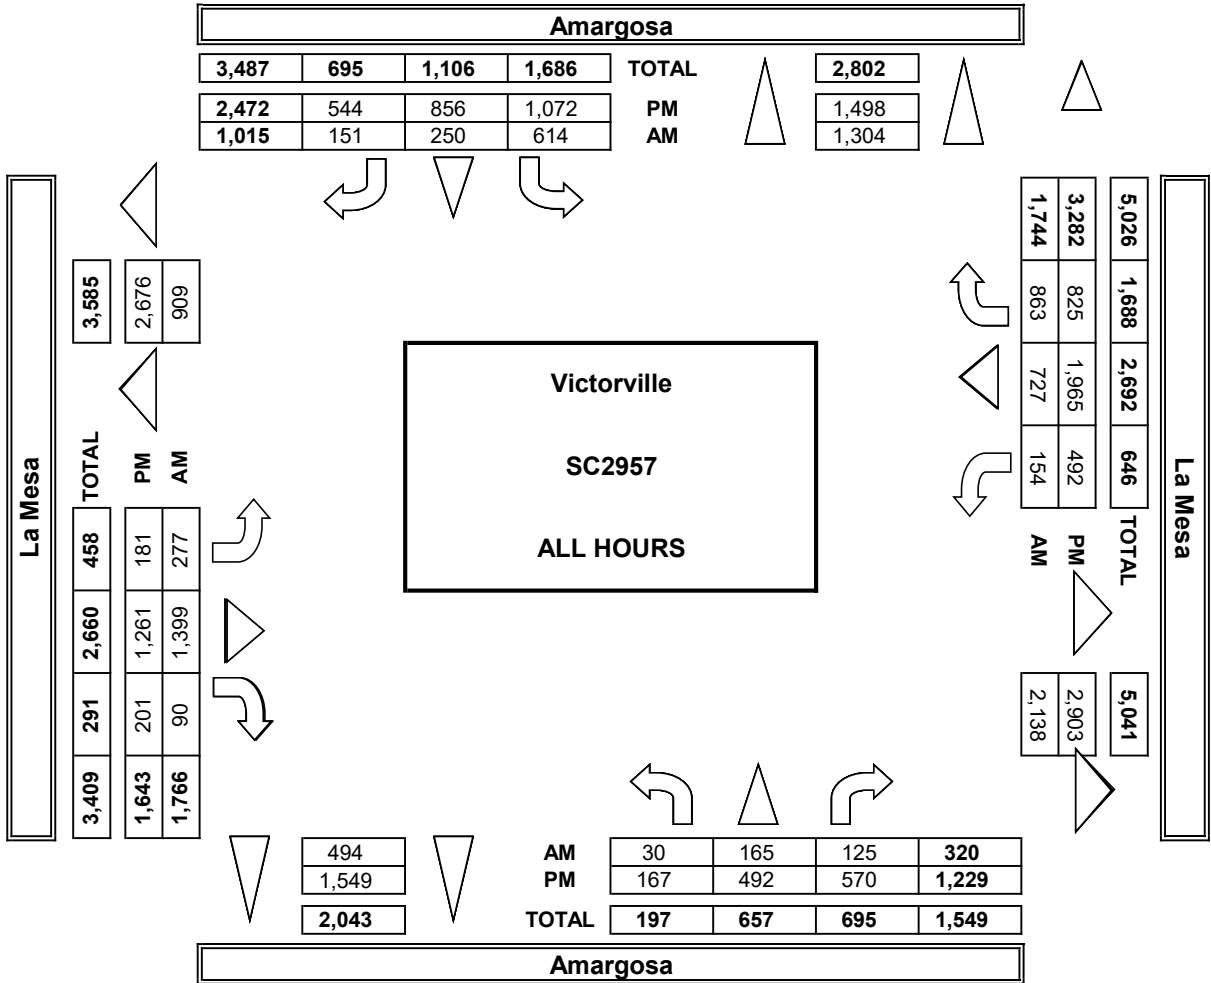 Amargosa
3,487 695 1,106 1,686 TOTAL 2,802
2,472 544 856 1,072 PM 1,498
1,015 151 250 614 AM 1,304
La Mesa
3,585
2,676
909
TOTAL
PM
AM
458 2,660 291 3,409
181 1,261 201 1,643
277 1,399 90 1,766
Victorville
SC2957
ALL HOURS
5,026 1,688 2,692 646 TOTAL
3,282 825 1,965 492 PM
1,744 863 727 154 AM
5,041
2,903
2,138
La Mesa
494 AM 30 165 125 320
1,549 PM 167 492 570 1,229
2,043 TOTAL 197 657 695 1,549
Amargosa